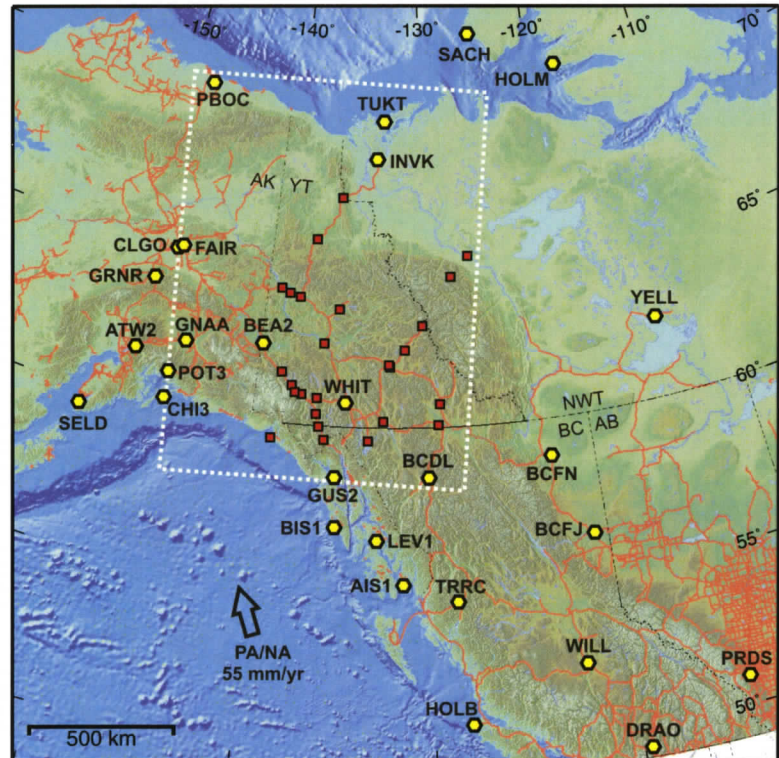 -150°
-140°
-130°
-120°
-110°
70°
SACH
HOLM
PBOC
TUKT
INVK
AK
YT
65°
CLGO
FAIR
GRNR
YELL
ATW2
GNAA
BEA2
POT3
WHIT
60°
SELD
CHI3
NWT
BC
AB
BCDL
BCFN
GUS2
BIS1
LEV1
BCFJ
55°
AIS1
TRRC
PA/NA
55 mm/yr
WILL
PRDS
50°
HOLB
500 km
DRAO